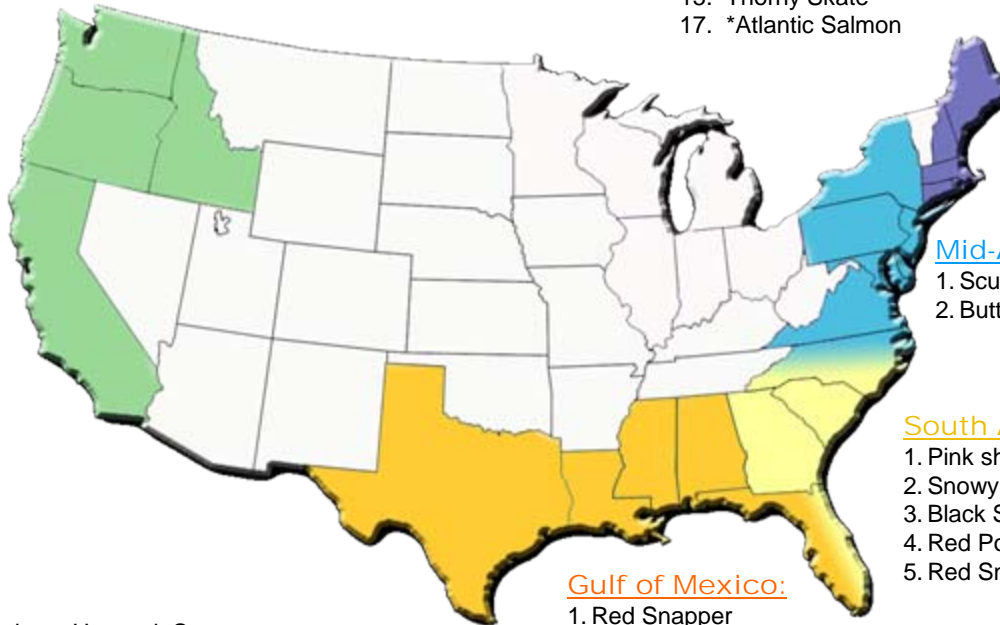 17. *Atlantic Salmon
1. Scu
2. Butt
South
1. Pink sh
2. Snowy
3. Black S
4. Red Po
5. Red Sn
Gulf of Mexico:
1. Red Snapper